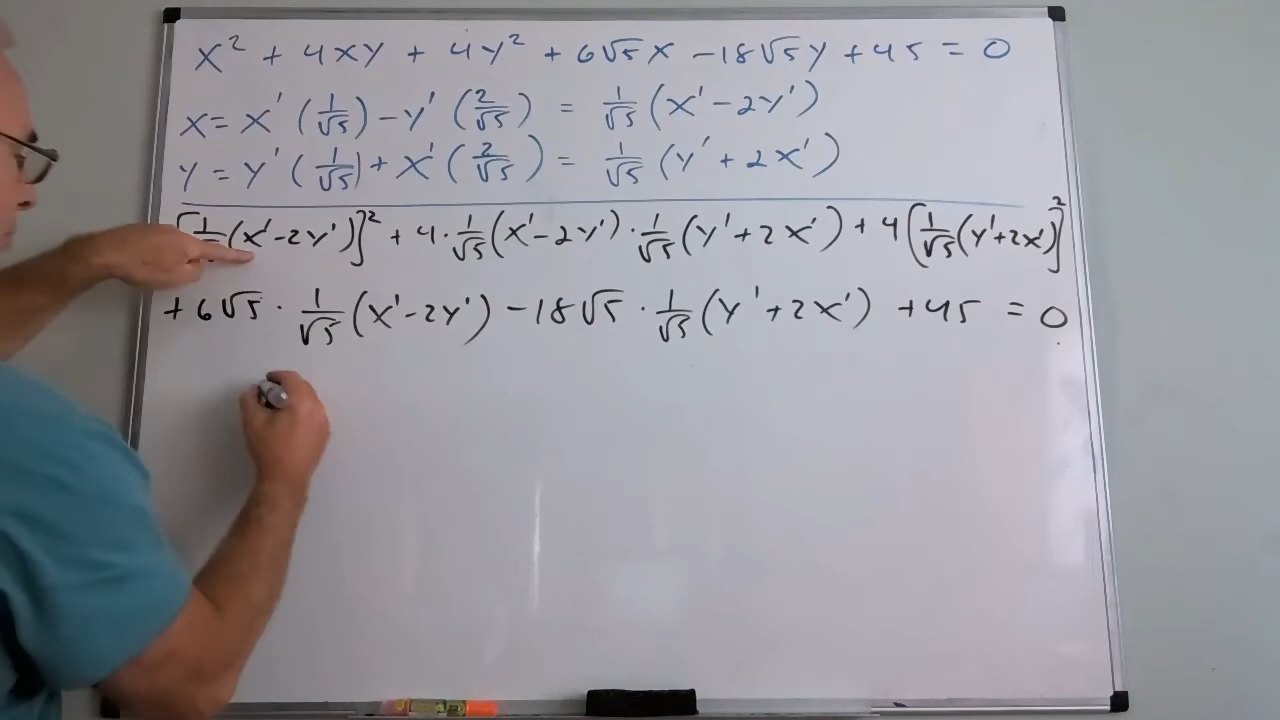 x² + 4xy + 4y² + 6√5x - 18√5y + 45 = 0
x = x' (1/√5) - y' (2/√5) = 1/√5 (x' - 2y')
y = y' (1/√5) + x' (2/√5) = 1/√5 (y' + 2x')
[1/√5 (x' - 2y')]² + 4 · 1/√5 (x' - 2y') · 1/√5 (y' + 2x') + 4 [1/√5 (y' + 2x')]²
+ 6√5 · 1/√5 (x' - 2y') - 18√5 · 1/√5 (y' + 2x') + 45 = 0